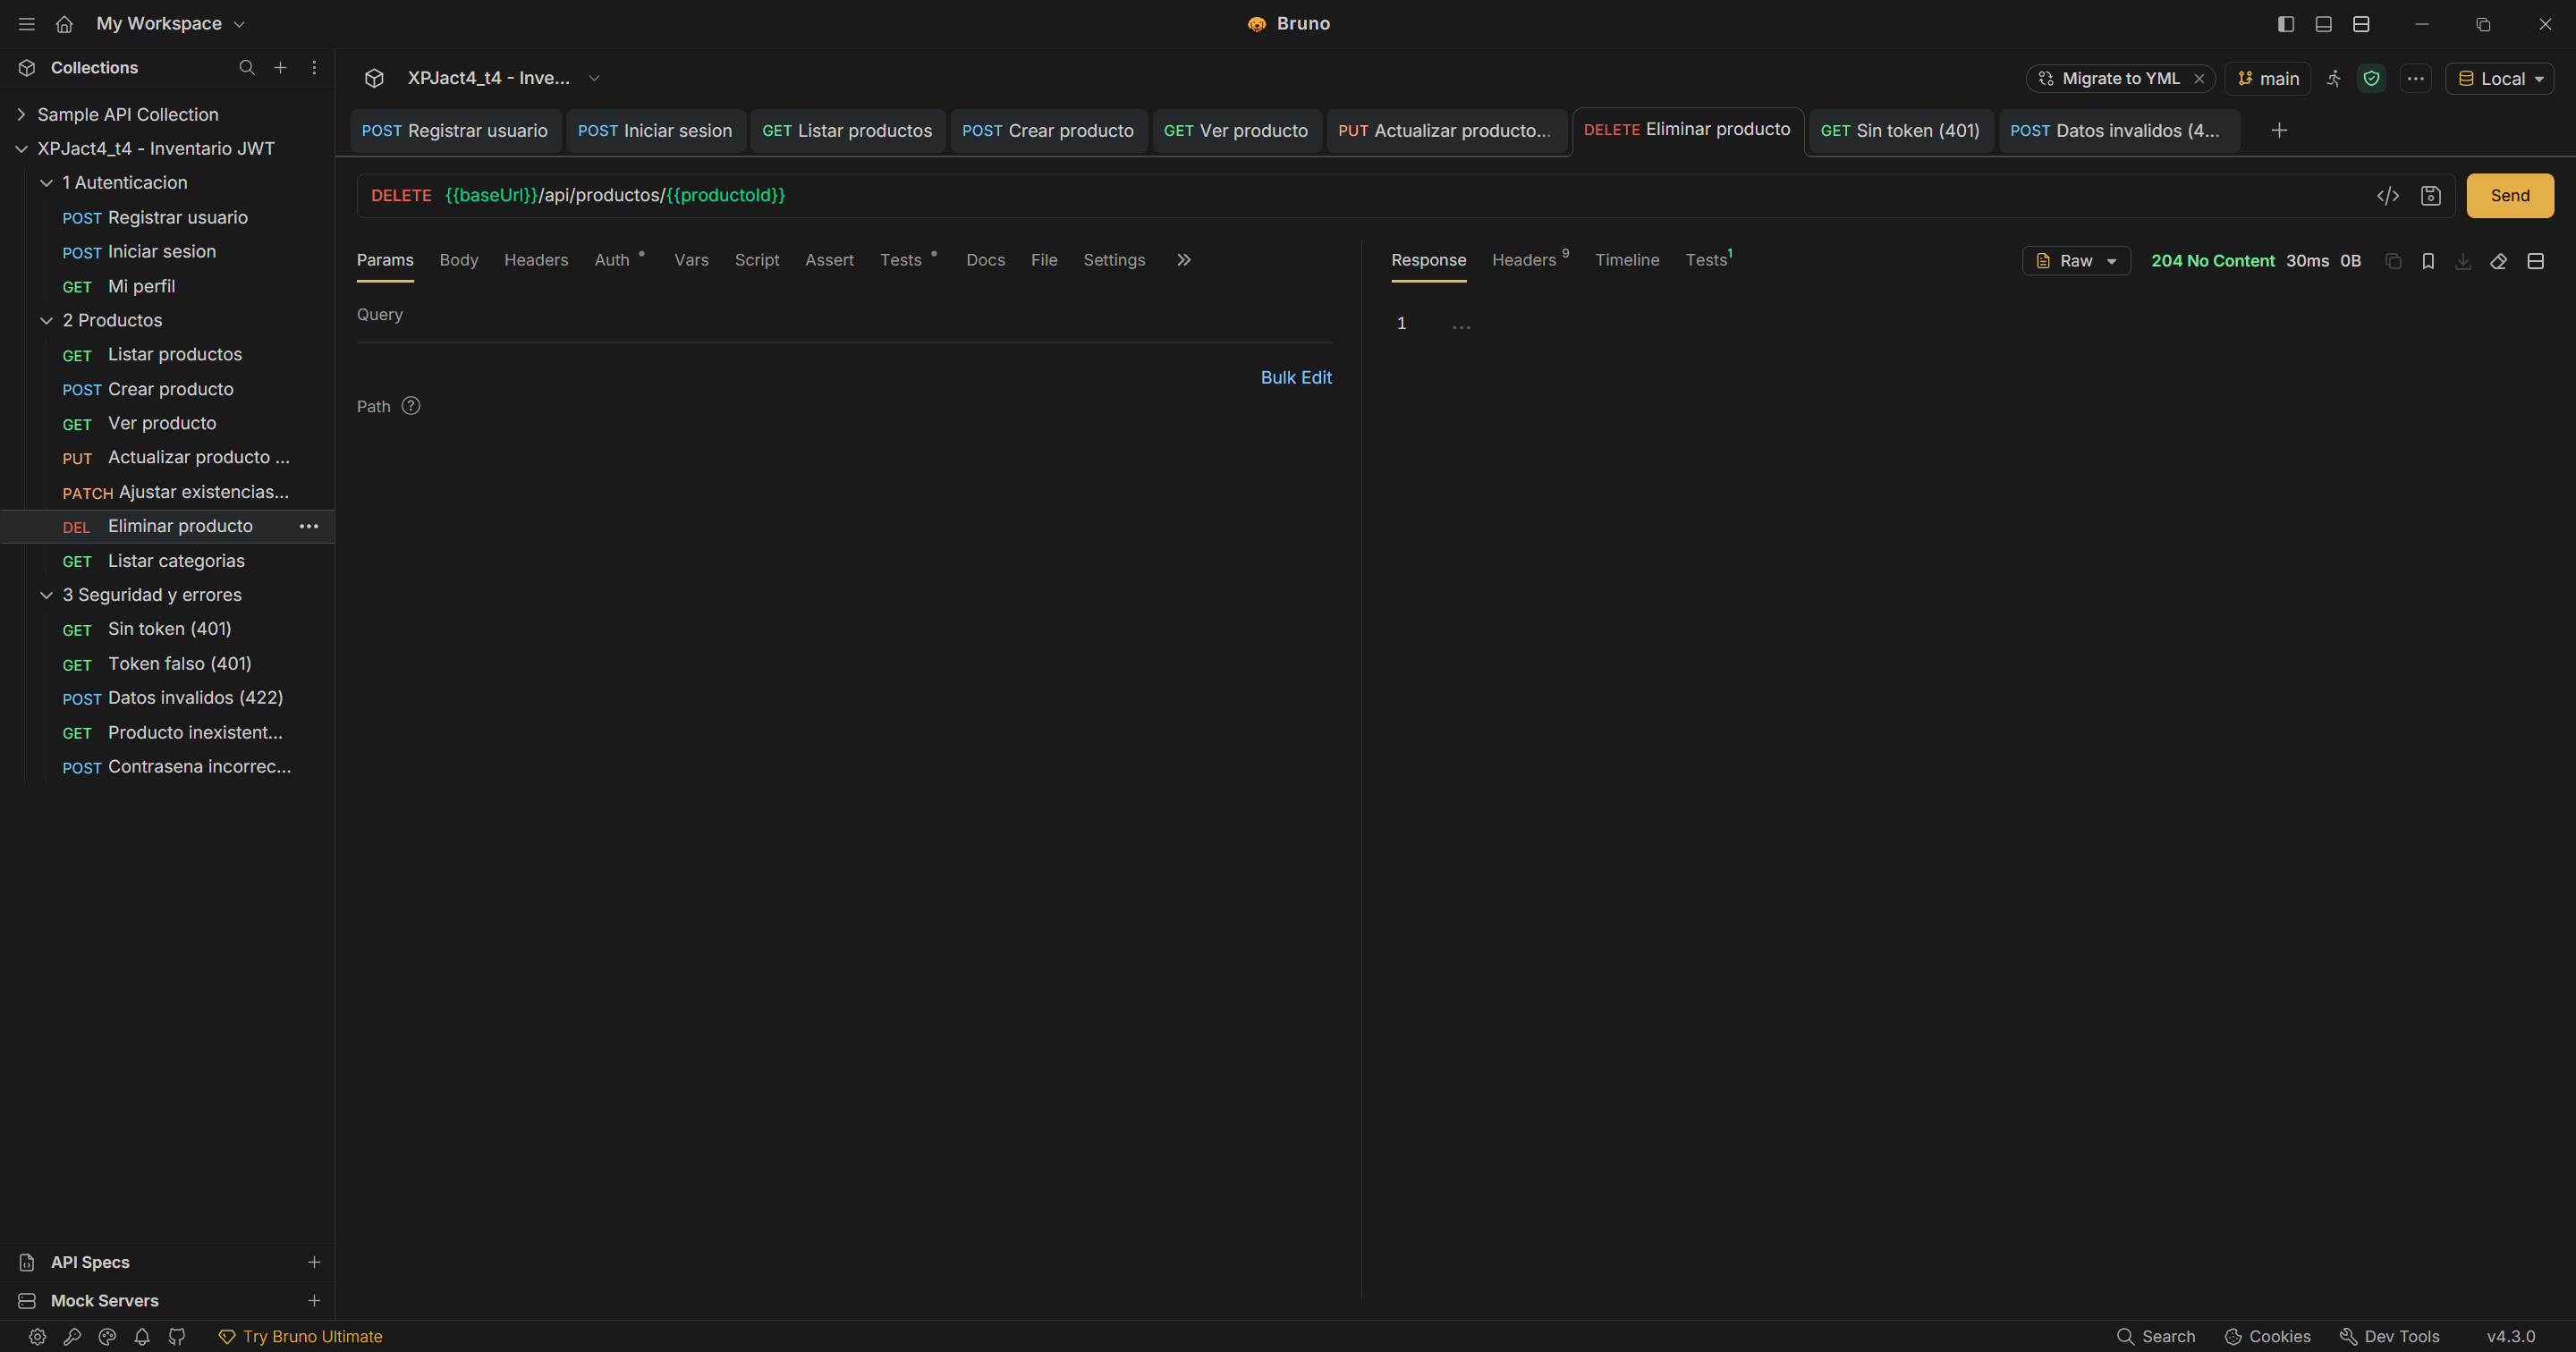 My Workspace
Bruno
Collections
Sample API Collection
XPJact4_t4 - Inventario JWT
1 Autenticacion
POST Registrar usuario
POST Iniciar sesion
GET Mi perfil
2 Productos
GET Listar productos
POST Crear producto
GET Ver producto
PUT Actualizar producto ...
PATCH Ajustar existencias...
DEL Eliminar producto
GET Listar categorias
3 Seguridad y errores
GET Sin token (401)
GET Token falso (401)
POST Datos invalidos (422)
GET Producto inexistent...
POST Contrasena incorrec...
API Specs
Mock Servers
XPJact4_t4 - Inve...
Migrate to YML
main
Local
POST Registrar usuario
POST Iniciar sesion
GET Listar productos
POST Crear producto
GET Ver producto
PUT Actualizar producto...
DELETE Eliminar producto
GET Sin token (401)
POST Datos invalidos (4...
DELETE {{baseUrl}}/api/productos/{{productoId}}
Send
Params Body Headers Auth Vars Script Assert Tests Docs File Settings
Query
Bulk Edit
Path
Response Headers 9 Timeline Tests 1
Raw
204 No Content 30ms 0B
1 ...
Try Bruno Ultimate
Search
Cookies
Dev Tools
v4.3.0